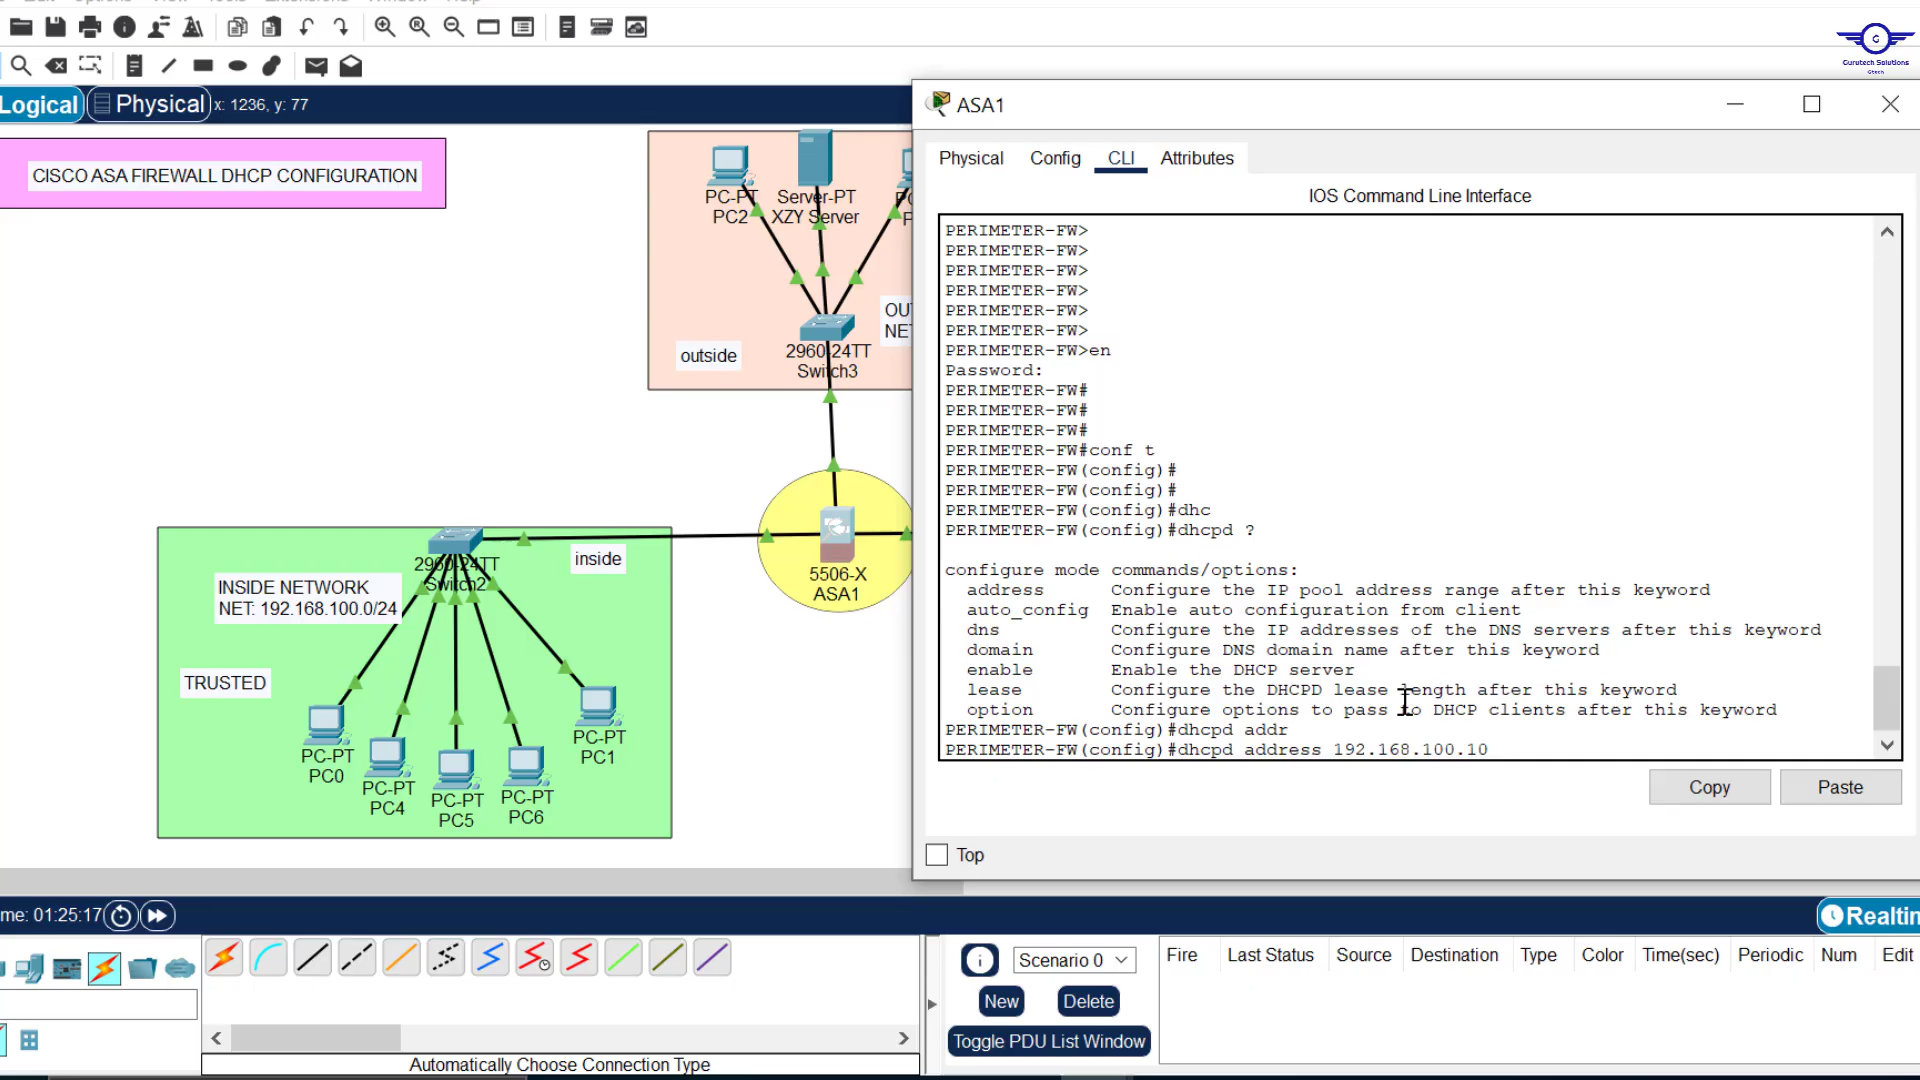 Logical
Physical
x: 1236, y: 77
Gurutech Solutions
Gtech
CISCO ASA FIREWALL DHCP CONFIGURATION
PC-PT
PC2
Server-PT
XZY Server
outside
2960-24TT
Switch3
INSIDE NETWORK
NET: 192.168.100.0/24
2960-24TT
Switch2
inside
5506-X
ASA1
TRUSTED
PC-PT
PC0
PC-PT
PC4
PC-PT
PC5
PC-PT
PC6
PC-PT
PC1
ASA1
Physical Config CLI Attributes
IOS Command Line Interface
PERIMETER-FW>
PERIMETER-FW>
PERIMETER-FW>
PERIMETER-FW>
PERIMETER-FW>
PERIMETER-FW>
PERIMETER-FW>en
Password:
PERIMETER-FW#
PERIMETER-FW#
PERIMETER-FW#
PERIMETER-FW#conf t
PERIMETER-FW(config)#
PERIMETER-FW(config)#
PERIMETER-FW(config)#dhc
PERIMETER-FW(config)#dhcpd ?
configure mode commands/options:
address Configure the IP pool address range after this keyword
auto_config Enable auto configuration from client
dns Configure the IP addresses of the DNS servers after this keyword
domain Configure DNS domain name after this keyword
enable Enable the DHCP server
lease Configure the DHCPD lease length after this keyword
option Configure options to pass to DHCP clients after this keyword
PERIMETER-FW(config)#dhcpd addr
PERIMETER-FW(config)#dhcpd address 192.168.100.10
Copy Paste
Top
me: 01:25:17
Realtim
Scenario 0
New Delete
Toggle PDU List Window
Fire Last Status Source Destination Type Color Time(sec) Periodic Num Edit
Automatically Choose Connection Type